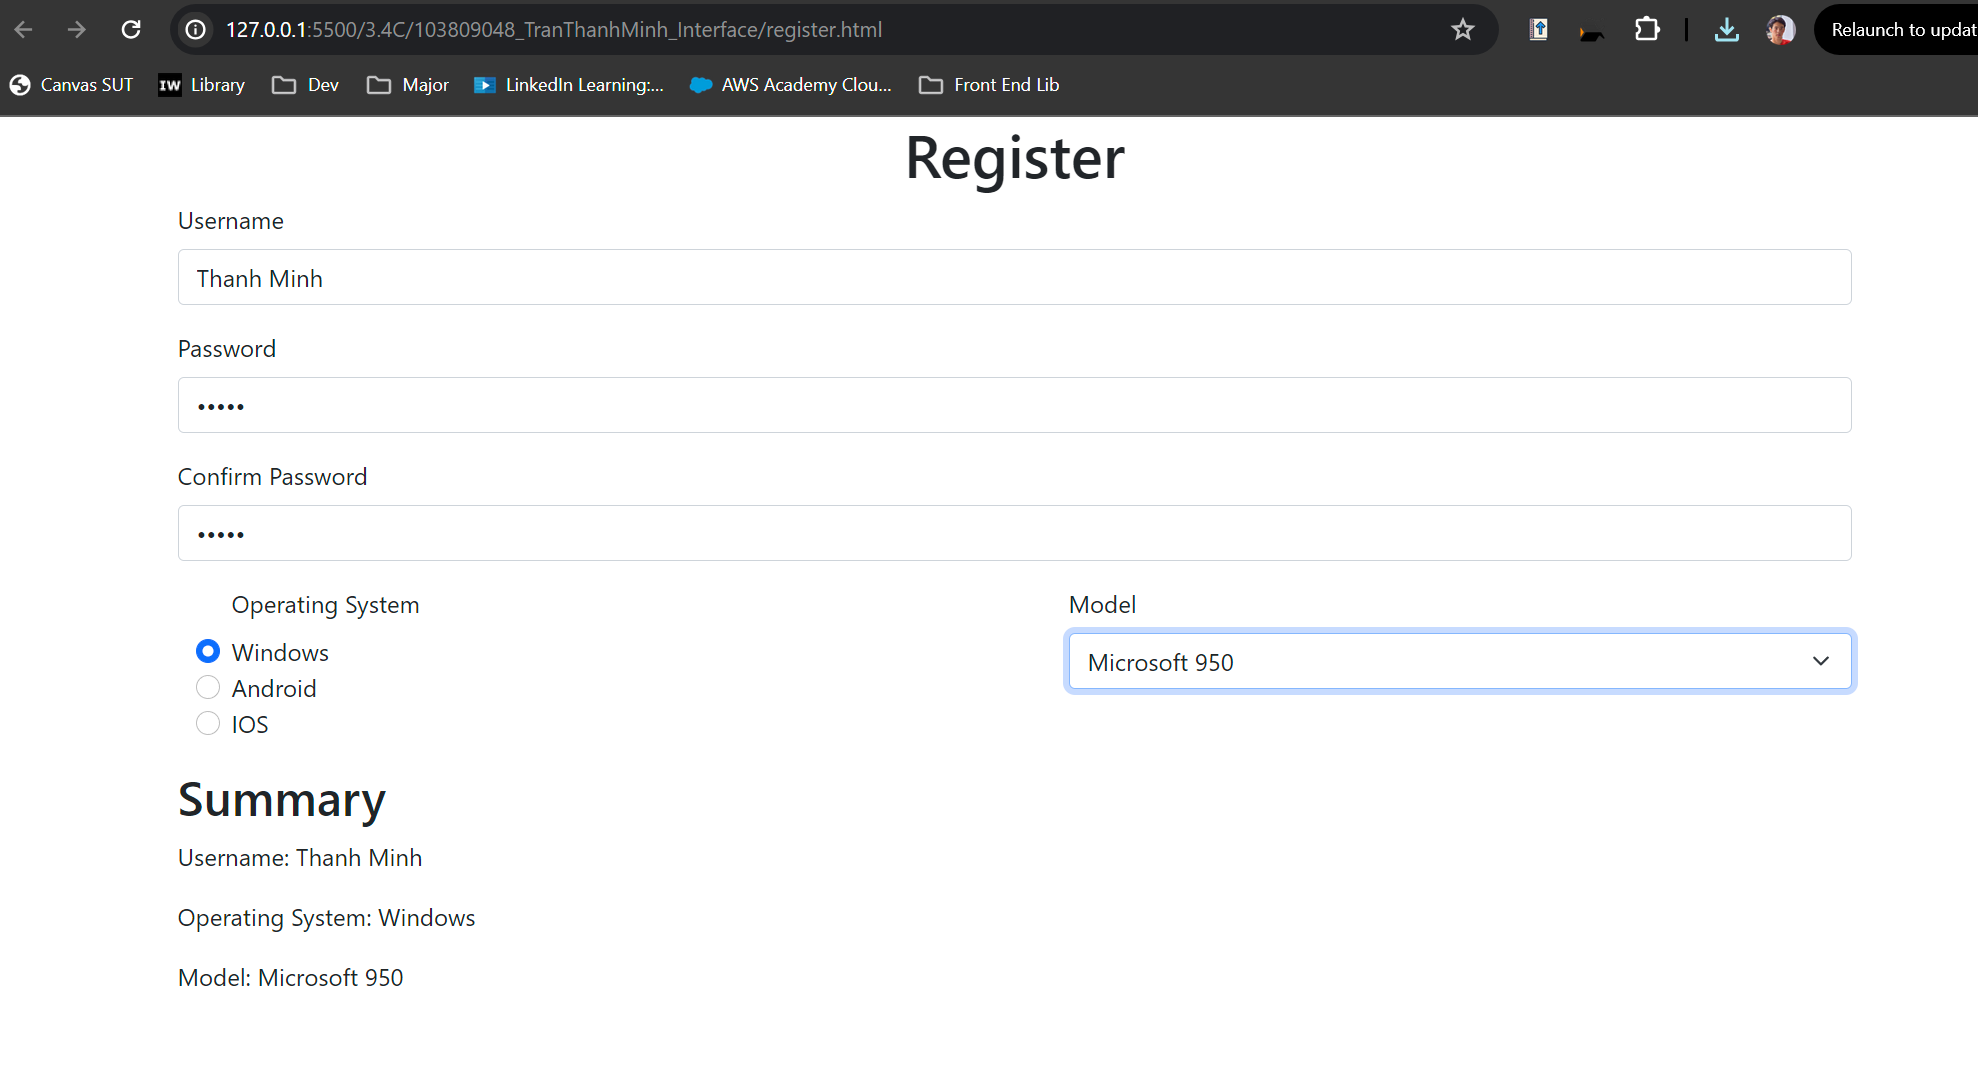 127.0.0.1:5500/3.4C/103809048_TranThanhMinh_Interface/register.html
Relaunch to updat
Canvas SUT
IW Library
Dev
Major
LinkedIn Learning:...
AWS Academy Clou...
Front End Lib
Register
Username
Thanh Minh
Password
•••••
Confirm Password
•••••
Operating System
Model
Windows
Microsoft 950
Android
IOS
Summary
Username: Thanh Minh
Operating System: Windows
Model: Microsoft 950